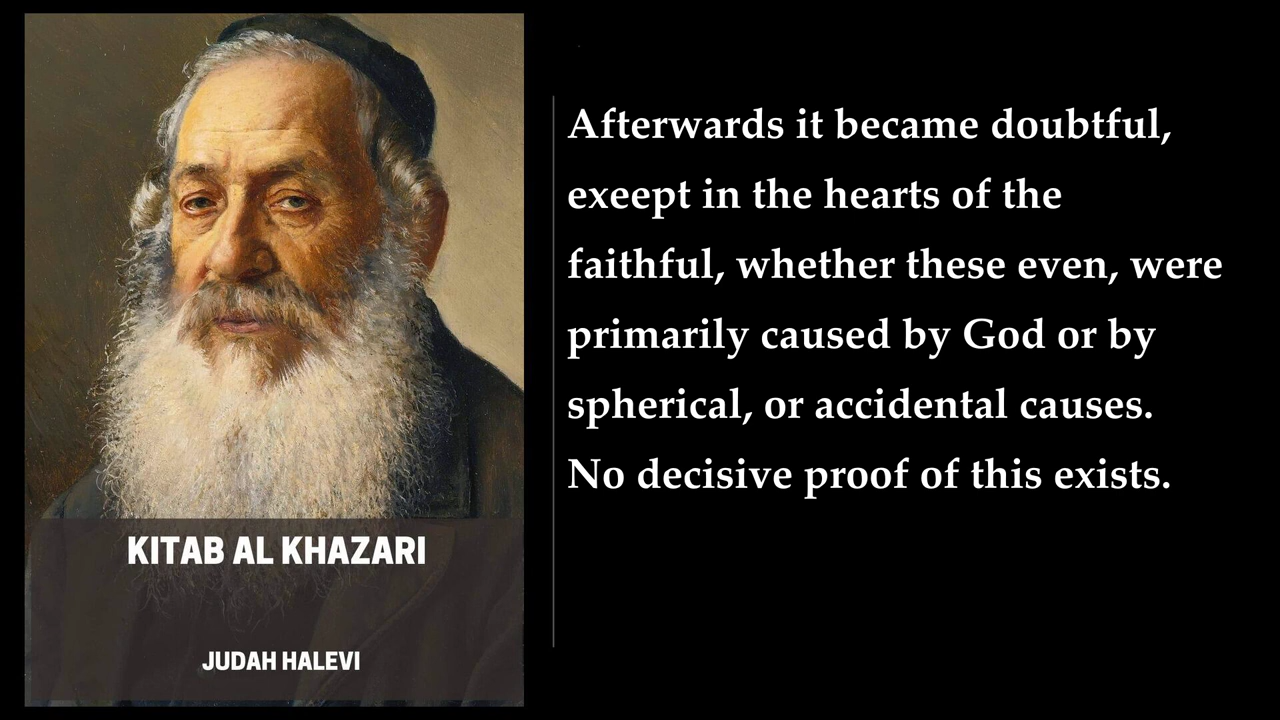 KITAB AL KHAZARI
JUDAH HALEVI
Afterwards it became doubtful,
exeept in the hearts of the
faithful, whether these even, were
primarily caused by God or by
spherical, or accidental causes.
No decisive proof of this exists.